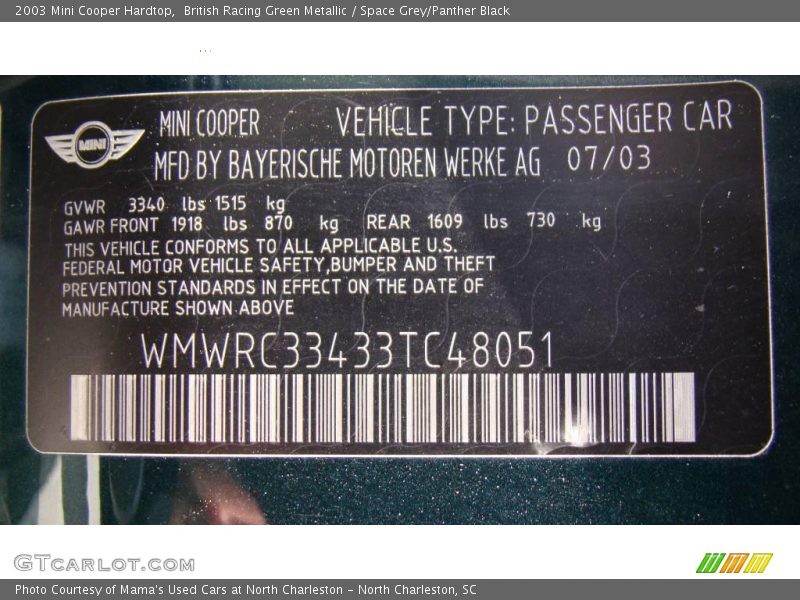 2003 Mini Cooper Hardtop,  British Racing Green Metallic / Space Grey/Panther Black
...
MINI
MINI COOPER VEHICLE TYPE: PASSENGER CAR
MFD BY BAYERISCHE MOTOREN WERKE AG 07/03
GVWR 3340 lbs 1515 kg
GAWR FRONT 1918 lbs 870 kg REAR 1609 lbs 730 kg
THIS VEHICLE CONFORMS TO ALL APPLICABLE U.S.
FEDERAL MOTOR VEHICLE SAFETY,BUMPER AND THEFT
PREVENTION STANDARDS IN EFFECT ON THE DATE OF
MANUFACTURE SHOWN ABOVE
WMWRC33433TC48051
GTCARLOT.COM
Photo Courtesy of Mama's Used Cars at North Charleston - North Charleston, SC